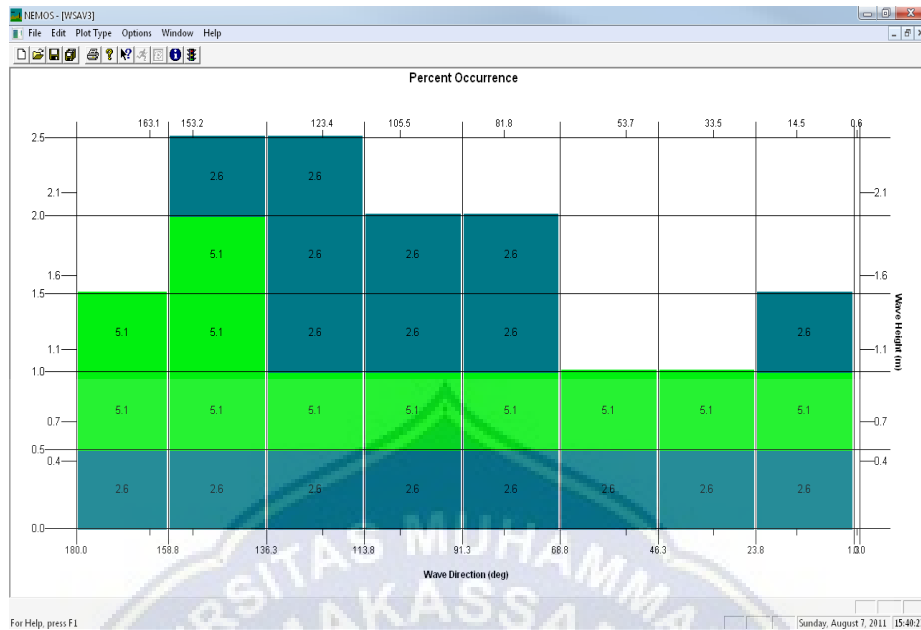 NEMOS - [WSAV3]
File Edit Plot Type Options Window Help
Percent Occurrence
163.1 153.2 123.4 105.5 81.8 53.7 33.5 14.5 0.6
2.5
2.1 2.1
2.6 2.6
2.0
5.1 2.6 2.6 2.6
1.6 1.6
1.5
5.1 5.1 2.6 2.6 2.6 2.6
1.1 1.1
1.0
5.1 5.1 5.1 5.1 5.1 5.1 5.1 5.1
0.7 0.7
0.5
0.4 0.4
2.6 2.6 2.6 2.6 2.6 2.6 2.6 2.6
0.0
Wave Height (m)
180.0 158.8 136.3 113.8 91.3 68.8 46.3 23.8
Wave Direction (deg)
ERSITAS MUHAMMA
MAKASSA
For Help, press F1
Sunday, August 7, 2011